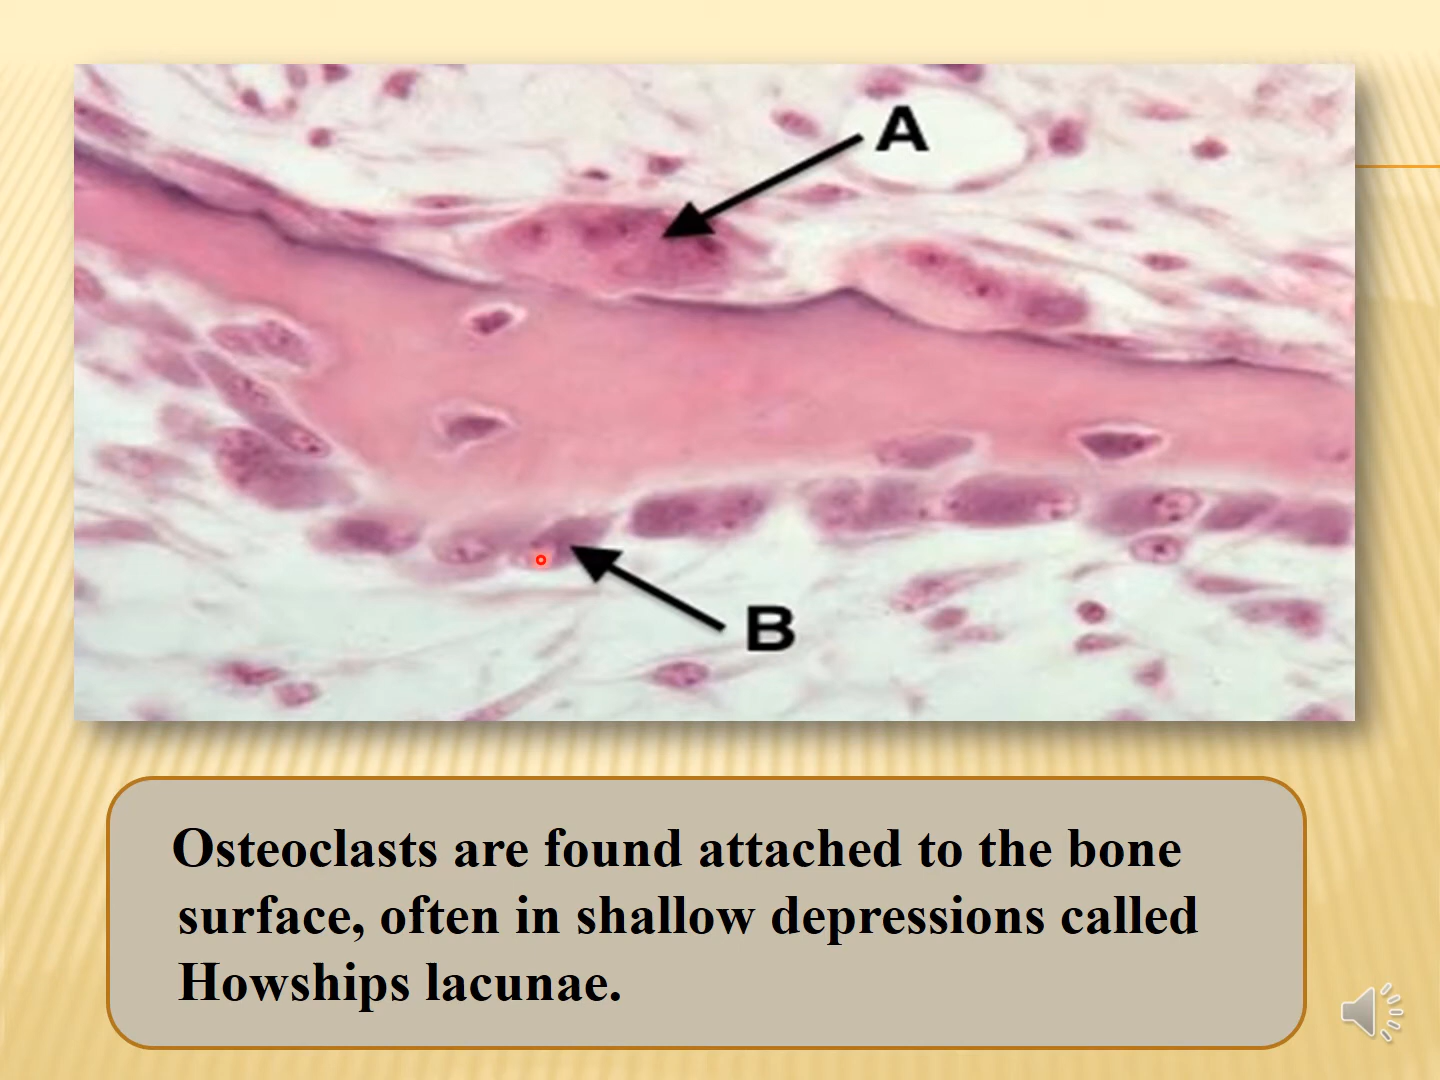 A
B
Osteoclasts are found attached to the bone
surface, often in shallow depressions called
Howships lacunae.